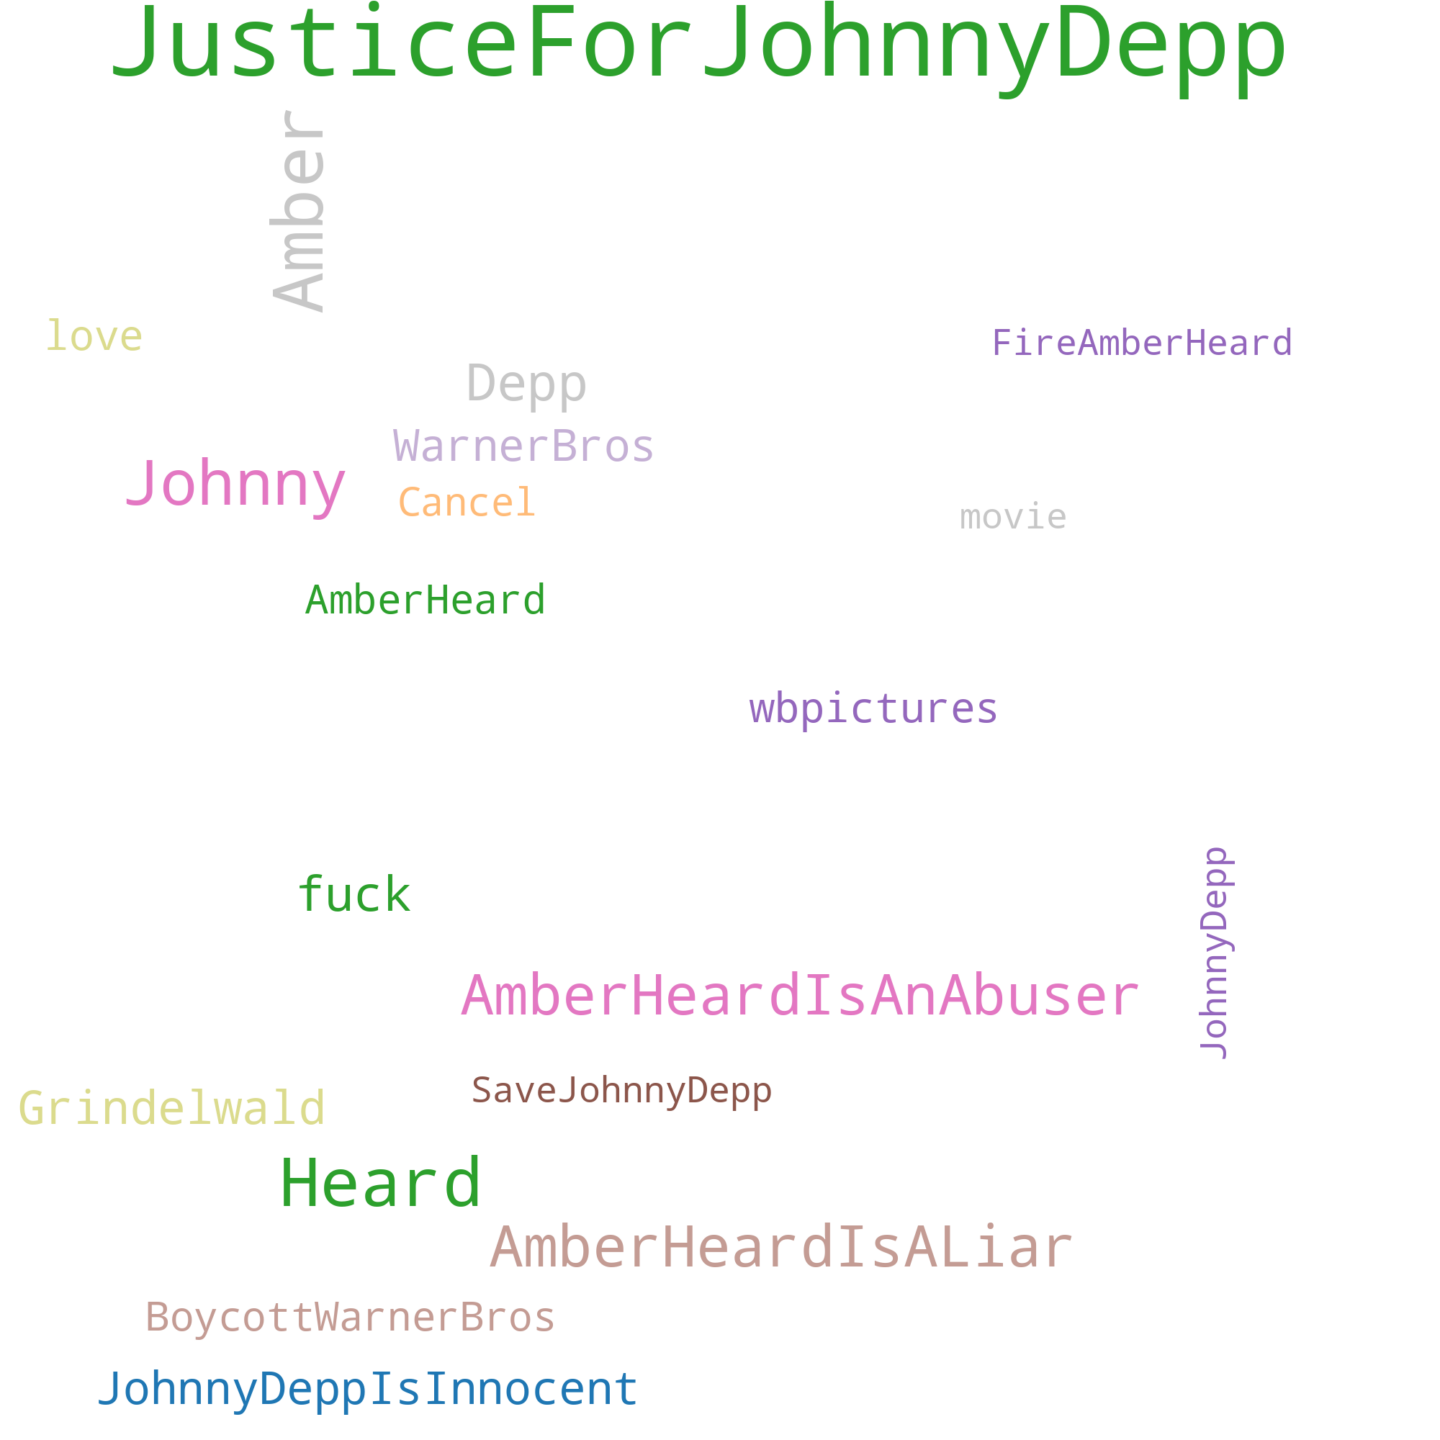 JusticeForJohnnyDepp
Amber
love
FireAmberHeard
Depp
WarnerBros
Johnny
Cancel
movie
AmberHeard
wbpictures
fuck
JohnnyDepp
AmberHeardIsAnAbuser
SaveJohnnyDepp
Grindelwald
Heard
AmberHeardIsALiar
BoycottWarnerBros
JohnnyDeppIsInnocent